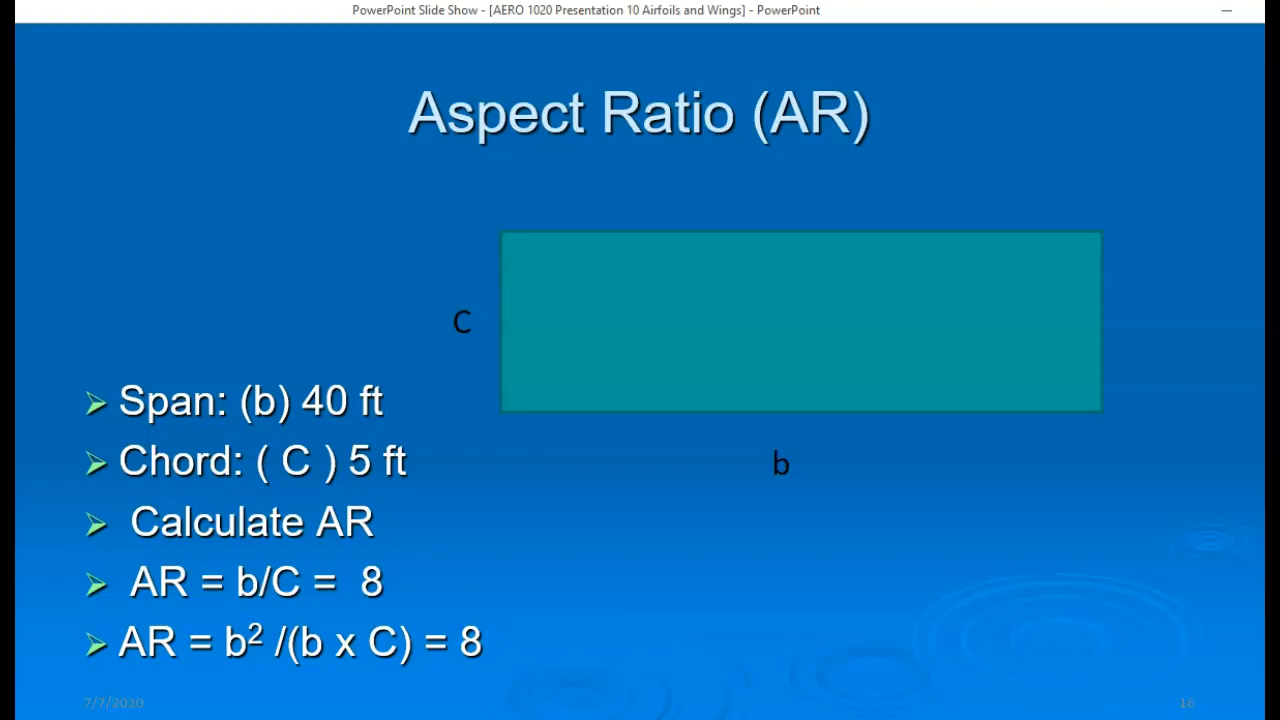 PowerPoint Slide Show - [AERO 1020 Presentation 10 Airfoils and Wings] - PowerPoint
Aspect Ratio (AR)
C
Span: (b) 40 ft
Chord: ( C ) 5 ft
b
Calculate AR
AR = b/C = 8
AR = b² /(b x C) = 8
7/7/2020
16